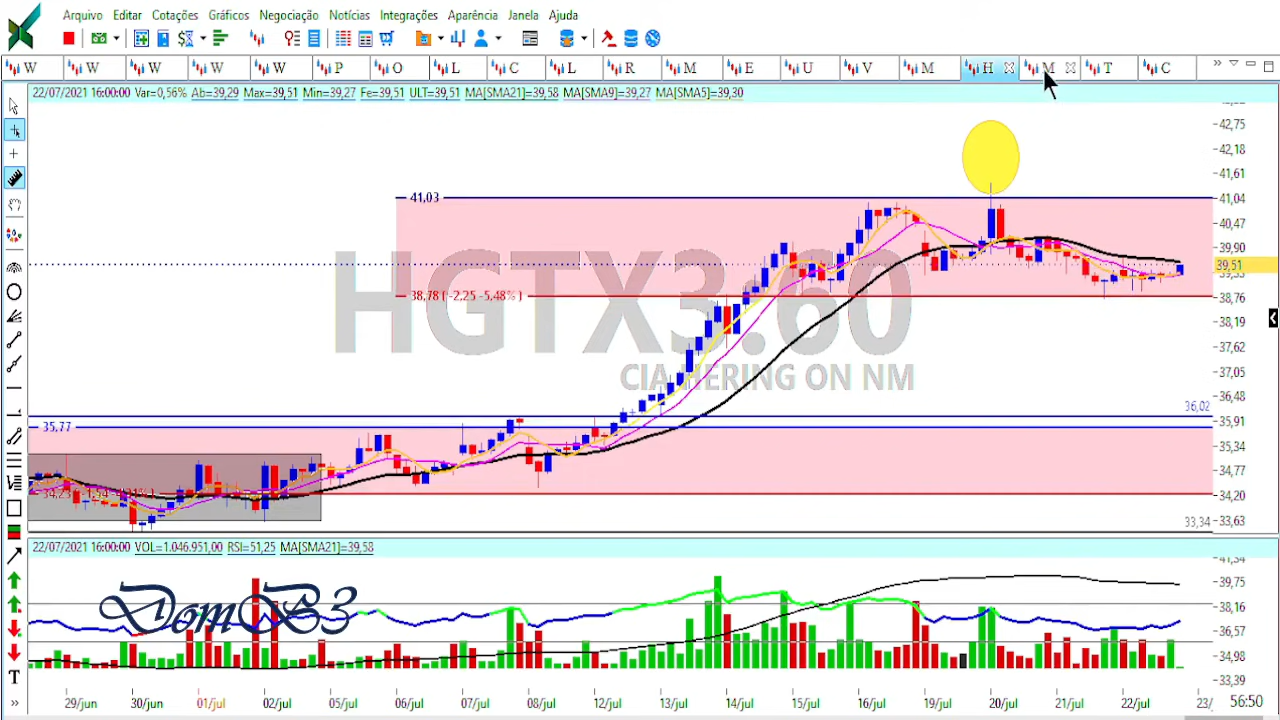 Arquivo Editar Cotações Gráficos Negociação Notícias Integrações Aparência Janela Ajuda
W W W W W P O L C L R M E U V M H M T C
22/07/2021 16:00:00 Var=0,56% Ab=39,29 Max=39,51 Min=39,27 Fe=39,51 ULT=39,51 MA[SMA21]=39,58 MA[SMA9]=39,27 MA[SMA5]=39,30
42,75
42,18
41,61
41,03
41,04
40,47
39,90
39,51
38,78 ( -2,25 -5,48% )
38,76
HGTX3.60
38,19
37,62
CIA HERING ON NM
37,05
36,48
36,02
35,91
35,77
35,34
34,77
34,20
33,34
33,63
22/07/2021 16:00:00 VOL=1.046.951,00 RSI=51,25 MA[SMA21]=39,58
41,34
39,75
DomB3
38,16
36,57
34,98
33,39
29/jun 30/jun 01/jul 02/jul 05/jul 06/jul 07/jul 08/jul 12/jul 13/jul 14/jul 15/jul 16/jul 19/jul 20/jul 21/jul 22/jul 23/ 56:50
T